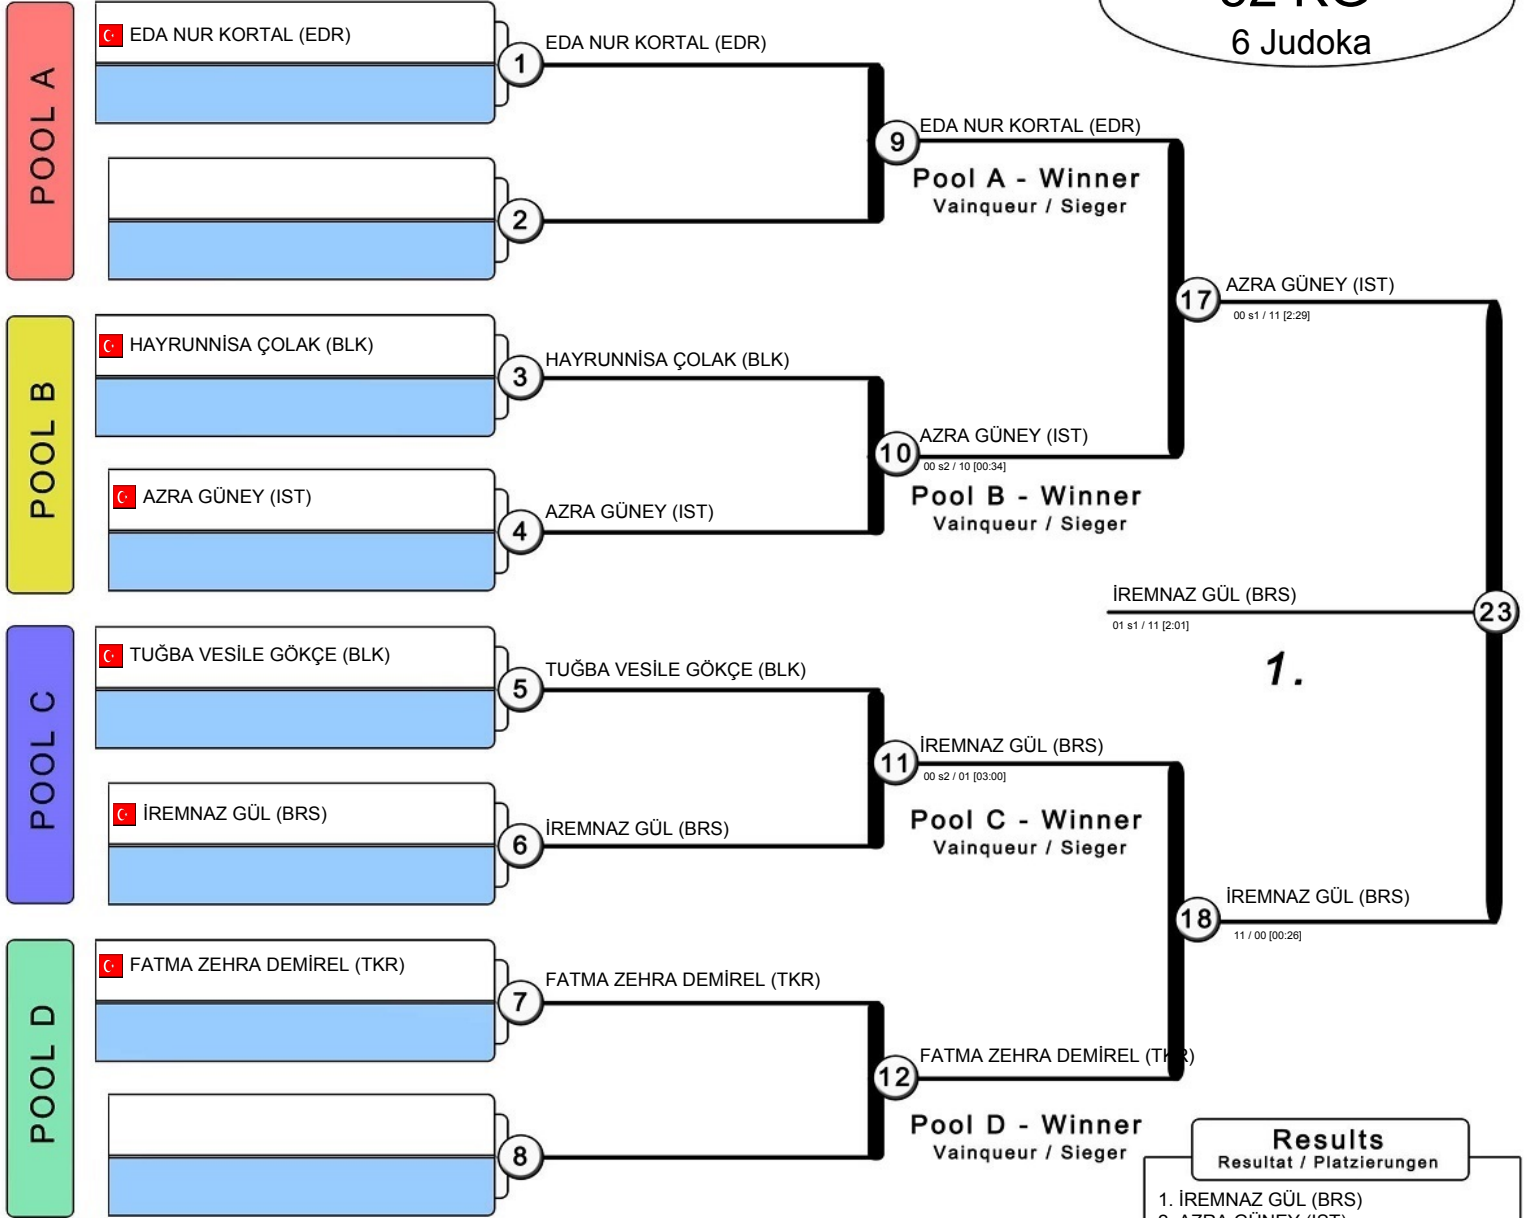 6 Judoka
POOL A
EDA NUR KORTAL (EDR)
1
EDA NUR KORTAL (EDR)
2
9
EDA NUR KORTAL (EDR)
Pool A - Winner
Vainqueur / Sieger
17
AZRA GÜNEY (IST)
00 s1 / 11 [2:29]
POOL B
HAYRUNNİSA ÇOLAK (BLK)
3
HAYRUNNİSA ÇOLAK (BLK)
AZRA GÜNEY (IST)
4
AZRA GÜNEY (IST)
10
AZRA GÜNEY (IST)
00 s2 / 10 [00:34]
Pool B - Winner
Vainqueur / Sieger
İREMNAZ GÜL (BRS)
01 s1 / 11 [2:01]
23
1.
POOL C
TUĞBA VESİLE GÖKÇE (BLK)
5
TUĞBA VESİLE GÖKÇE (BLK)
İREMNAZ GÜL (BRS)
6
İREMNAZ GÜL (BRS)
11
İREMNAZ GÜL (BRS)
00 s2 / 01 [03:00]
Pool C - Winner
Vainqueur / Sieger
18
İREMNAZ GÜL (BRS)
11 / 00 [00:26]
POOL D
FATMA ZEHRA DEMİREL (TKR)
7
FATMA ZEHRA DEMİREL (TKR)
8
12
FATMA ZEHRA DEMİREL (TKR)
Pool D - Winner
Vainqueur / Sieger
Results
Resultat / Platzierungen
1. İREMNAZ GÜL (BRS)